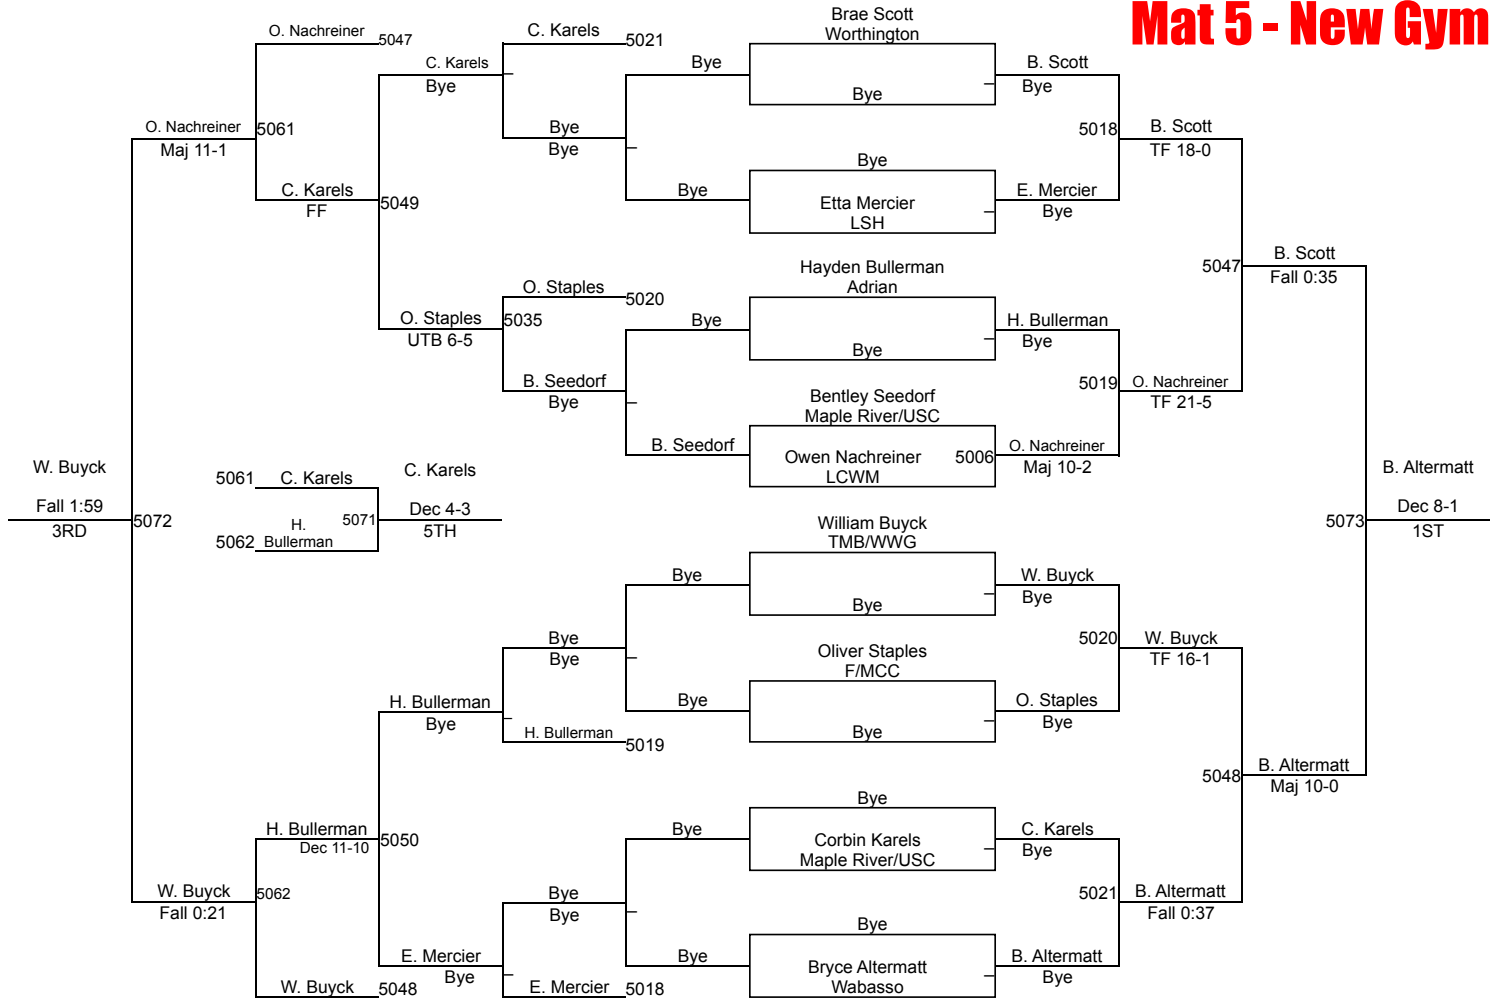 Mat 5 - New Gym
Brae Scott
Worthington
O. Nachreiner
5047
C. Karels
5021
C. Karels
Bye
Bye
Bye
B. Scott
Bye
O. Nachreiner
5061
Maj 11-1
Bye
Bye
5018
B. Scott
TF 18-0
Bye
C. Karels
FF
5049
Bye
Etta Mercier
LSH
E. Mercier
Bye
5047
B. Scott
Fall 0:35
Hayden Bullerman
Adrian
O. Staples
5020
O. Staples
5035
UTB 6-5
Bye
Bye
H. Bullerman
Bye
B. Seedorf
Bye
5019
O. Nachreiner
TF 21-5
Bentley Seedorf
Maple River/USC
B. Seedorf
Owen Nachreiner
LCWM
5006
O. Nachreiner
Maj 10-2
W. Buyck
Fall 1:59
3RD
5072
5061
C. Karels
C. Karels
5071
Dec 4-3
5TH
5062
H.
Bullerman
B. Altermatt
5073
Dec 8-1
1ST
William Buyck
TMB/WWG
Bye
Bye
W. Buyck
Bye
Bye
Bye
5020
W. Buyck
TF 16-1
Oliver Staples
F/MCC
H. Bullerman
Bye
Bye
Bye
O. Staples
Bye
H. Bullerman
5019
5048
B. Altermatt
Maj 10-0
Bye
H. Bullerman
Dec 11-10
5050
Bye
Corbin Karels
Maple River/USC
C. Karels
Bye
W. Buyck
5062
Fall 0:21
Bye
Bye
5021
B. Altermatt
Fall 0:37
Bye
E. Mercier
Bye
Bye
Bryce Altermatt
Wabasso
B. Altermatt
Bye
W. Buyck
5048
E. Mercier
5018